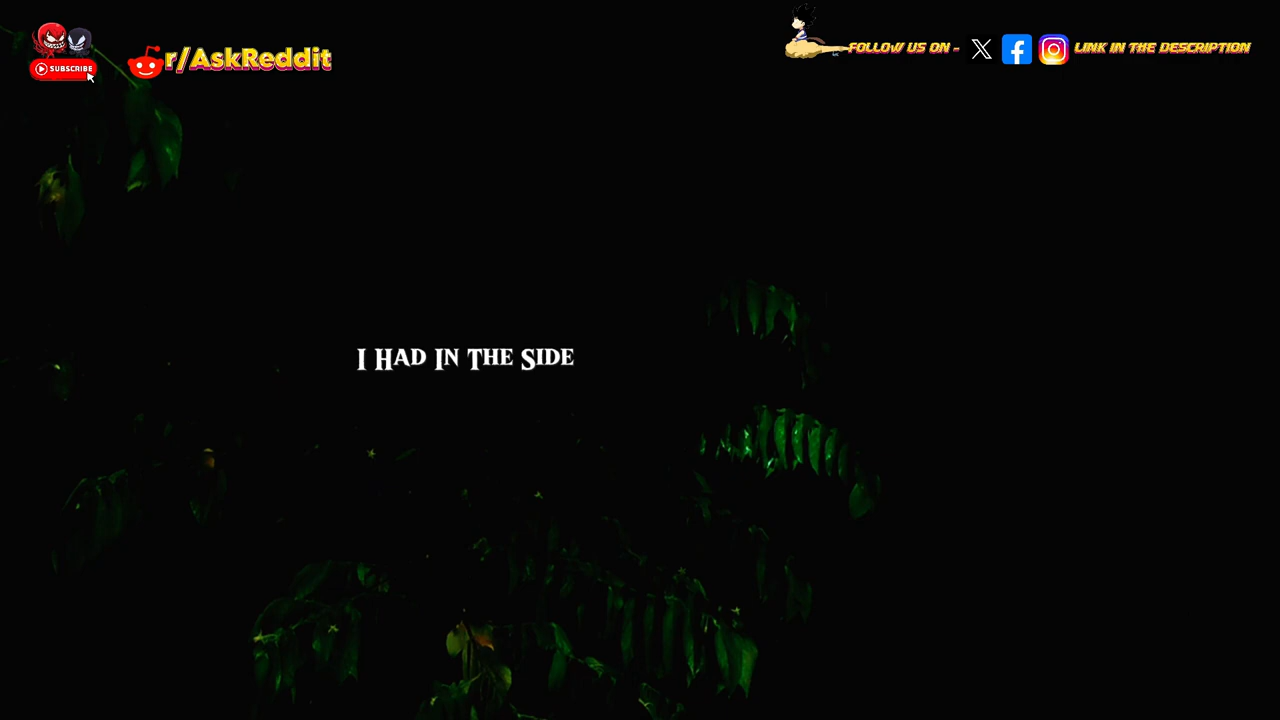 SUBSCRIBE
r/AskReddit
FOLLOW US ON -
LINK IN THE DESCRIPTION
I HAD IN THE SIDE